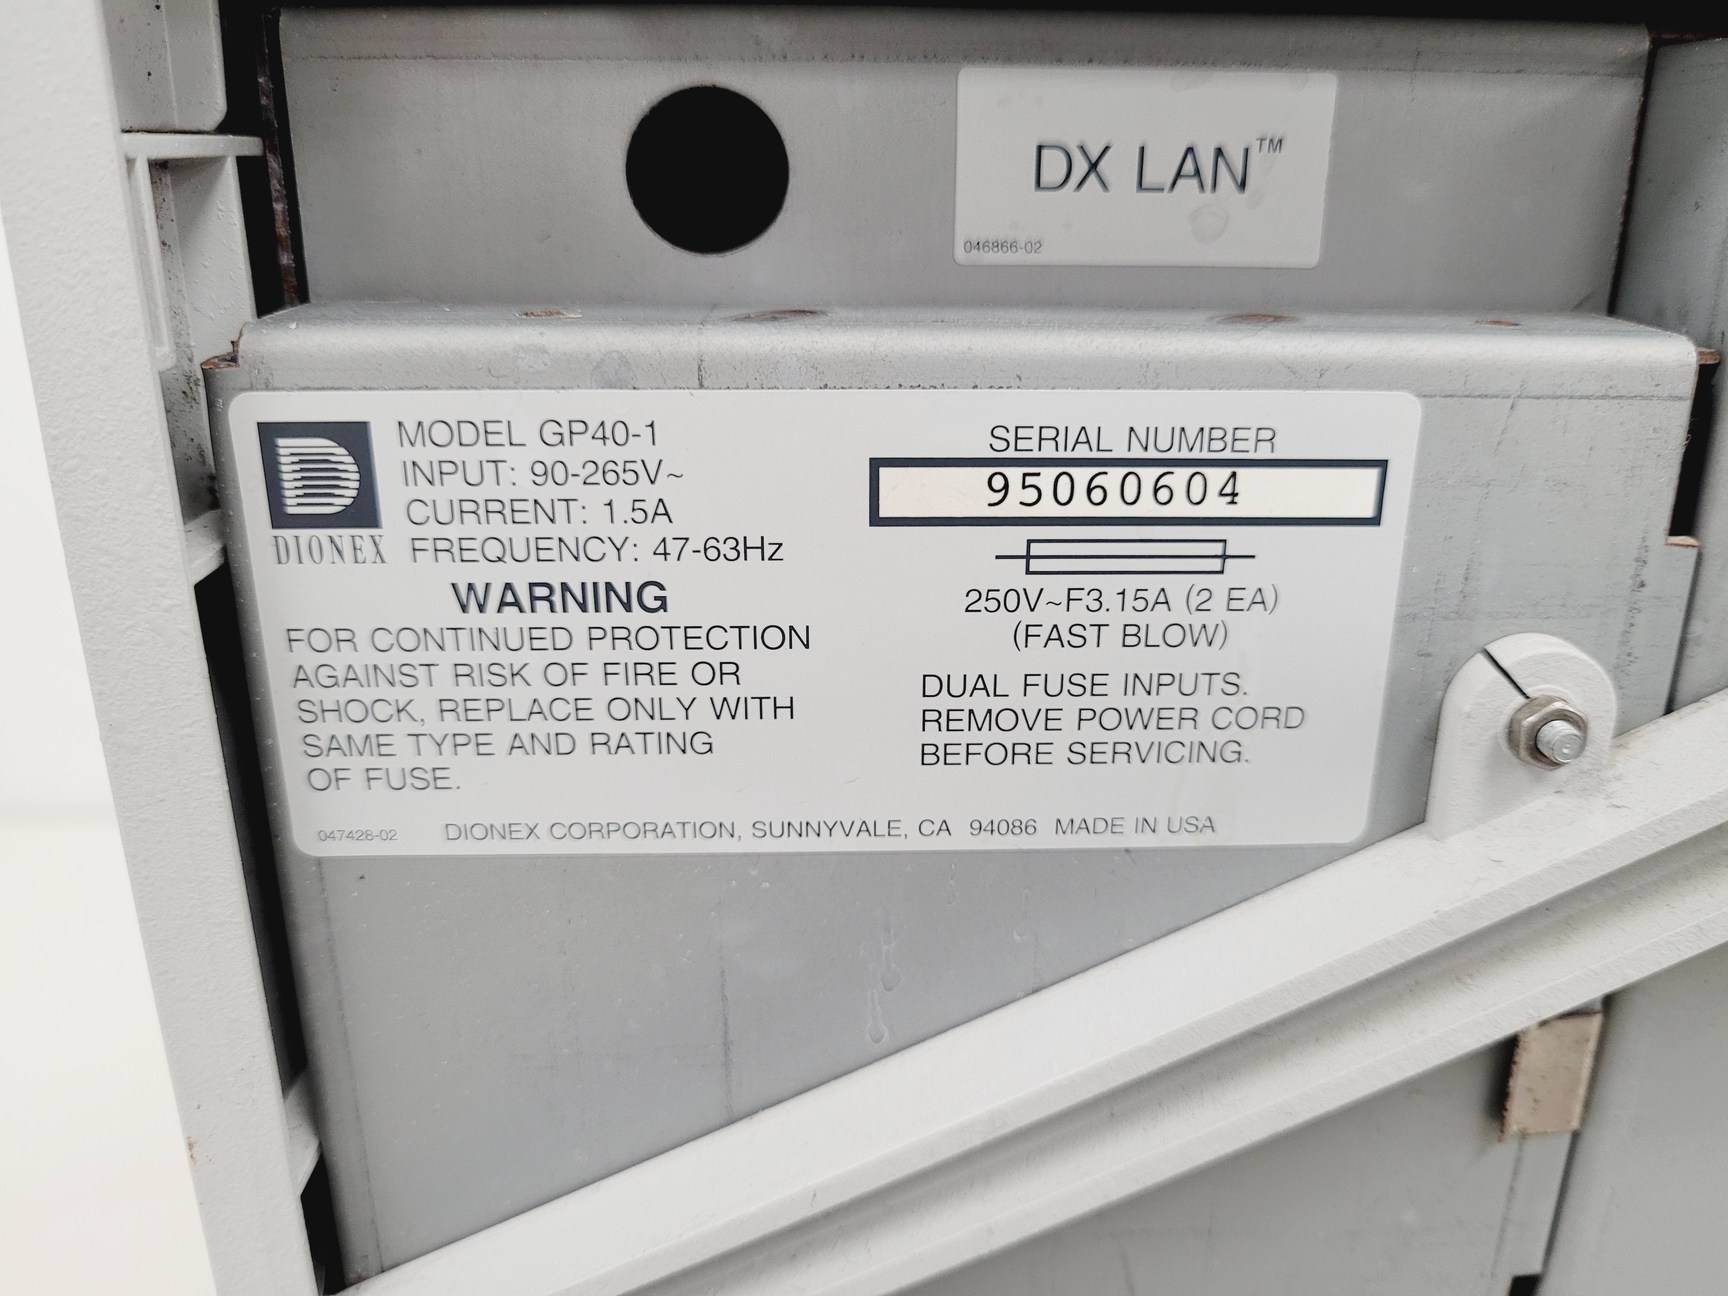 DX LAN™
046866-02
MODEL GP40-1
INPUT: 90-265V~
CURRENT: 1.5A
DIONEX
FREQUENCY: 47-63Hz
WARNING
FOR CONTINUED PROTECTION
AGAINST RISK OF FIRE OR
SHOCK, REPLACE ONLY WITH
SAME TYPE AND RATING
OF FUSE.
SERIAL NUMBER
95060604
250V~F3.15A (2 EA)
(FAST BLOW)
DUAL FUSE INPUTS.
REMOVE POWER CORD
BEFORE SERVICING.
047428-02
DIONEX CORPORATION, SUNNYVALE, CA 94086 MADE IN USA